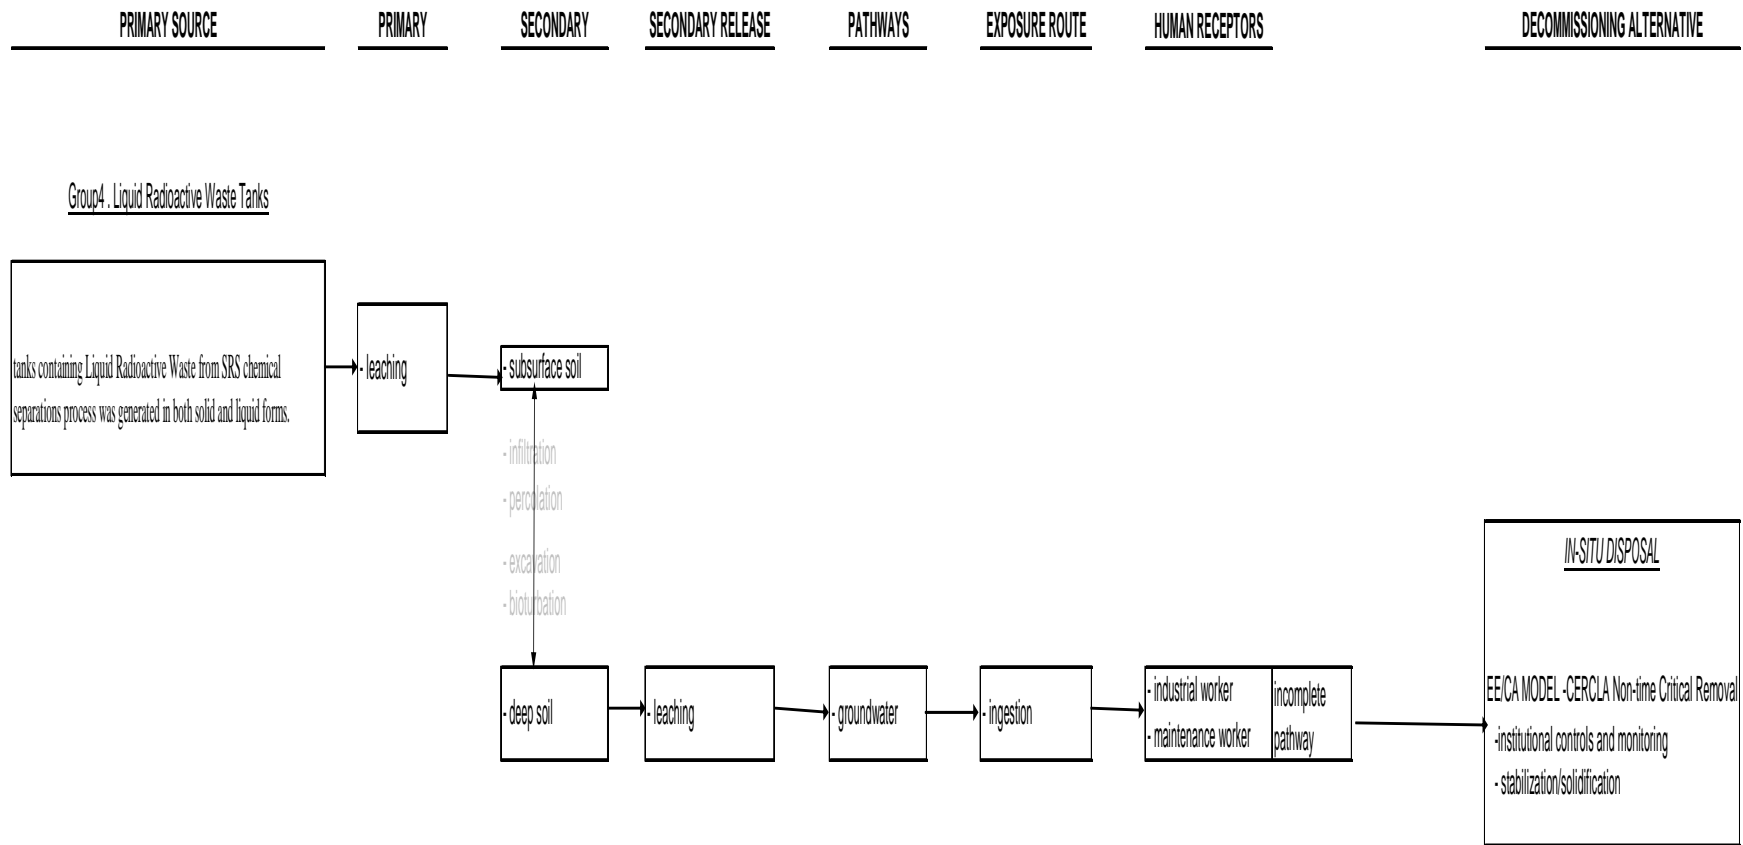 PRIMARY SOURCE
PRIMARY
SECONDARY
SECONDARY RELEASE
PATHWAYS
EXPOSURE ROUTE
HUMAN RECEPTORS
DECOMMISSIONING ALTERNATIVE
Group4 . Liquid Radioactive Waste Tanks
tanks containing Liquid Radioactive Waste from SRS chemical
separations process was generated in both solid and liquid forms.
- leaching
- subsurface soil
- infiltration
- percolation
- excavation
- bioturbation
- deep soil
- leaching
- groundwater
- ingestion
- industrial worker
- maintenance worker
incomplete
pathway
IN-SITU DISPOSAL
EE/CA MODEL -CERCLA Non-time Critical Removal
-institutional controls and monitoring
- stabilization/solidification